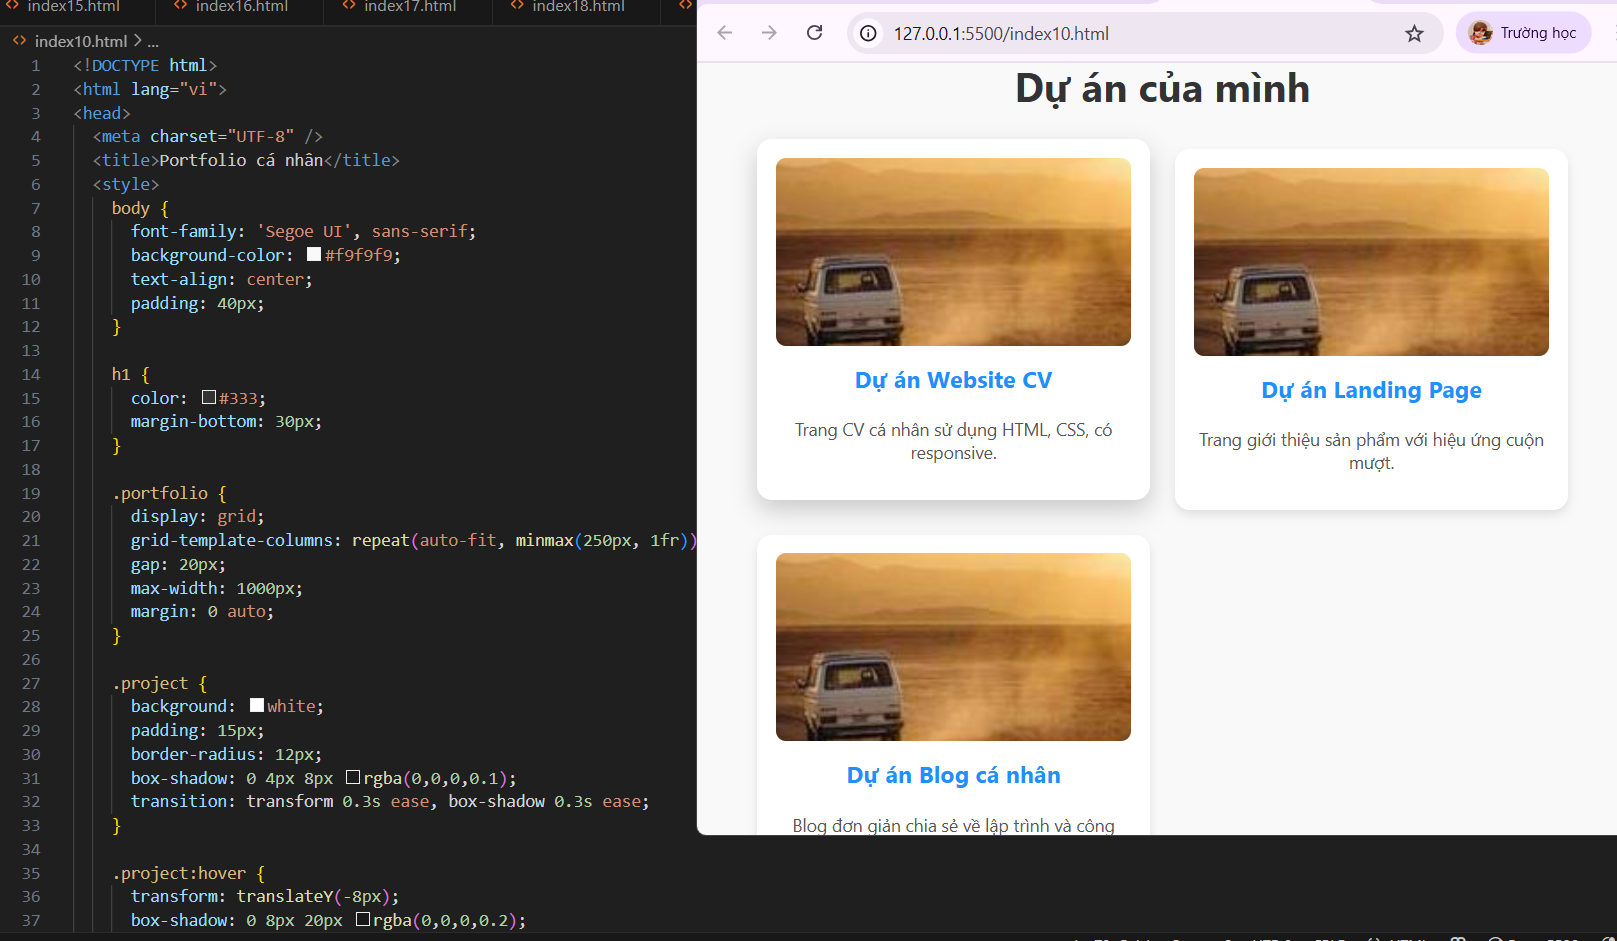 index15.html
index16.html
index17.html
index18.html
index10.html > ...
1 <!DOCTYPE html>
2 <html lang="vi">
3 <head>
4 <meta charset="UTF-8" />
5 <title>Portfolio cá nhân</title>
6 <style>
7 body {
8 font-family: 'Segoe UI', sans-serif;
9 background-color: #f9f9f9;
10 text-align: center;
11 padding: 40px;
12 }
13
14 h1 {
15 color: #333;
16 margin-bottom: 30px;
17 }
18
19 .portfolio {
20 display: grid;
21 grid-template-columns: repeat(auto-fit, minmax(250px, 1fr))
22 gap: 20px;
23 max-width: 1000px;
24 margin: 0 auto;
25 }
26
27 .project {
28 background: white;
29 padding: 15px;
30 border-radius: 12px;
31 box-shadow: 0 4px 8px rgba(0,0,0,0.1);
32 transition: transform 0.3s ease, box-shadow 0.3s ease;
33 }
34
35 .project:hover {
36 transform: translateY(-8px);
37 box-shadow: 0 8px 20px rgba(0,0,0,0.2);
127.0.0.1:5500/index10.html
Trường học
Dự án của mình
Dự án Website CV
Trang CV cá nhân sử dụng HTML, CSS, có
responsive.
Dự án Landing Page
Trang giới thiệu sản phẩm với hiệu ứng cuộn
mượt.
Dự án Blog cá nhân
Blog đơn giản chia sẻ về lập trình và công